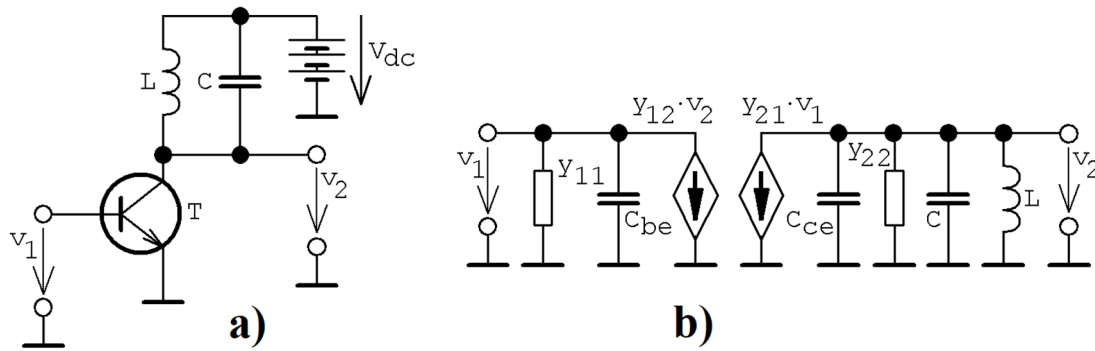 L
C
V_dc
T
v_1
v_2
a)
y_12·v_2
y_21·v_1
v_1
y_11
C_be
C_ce
y_22
C
L
v_2
b)